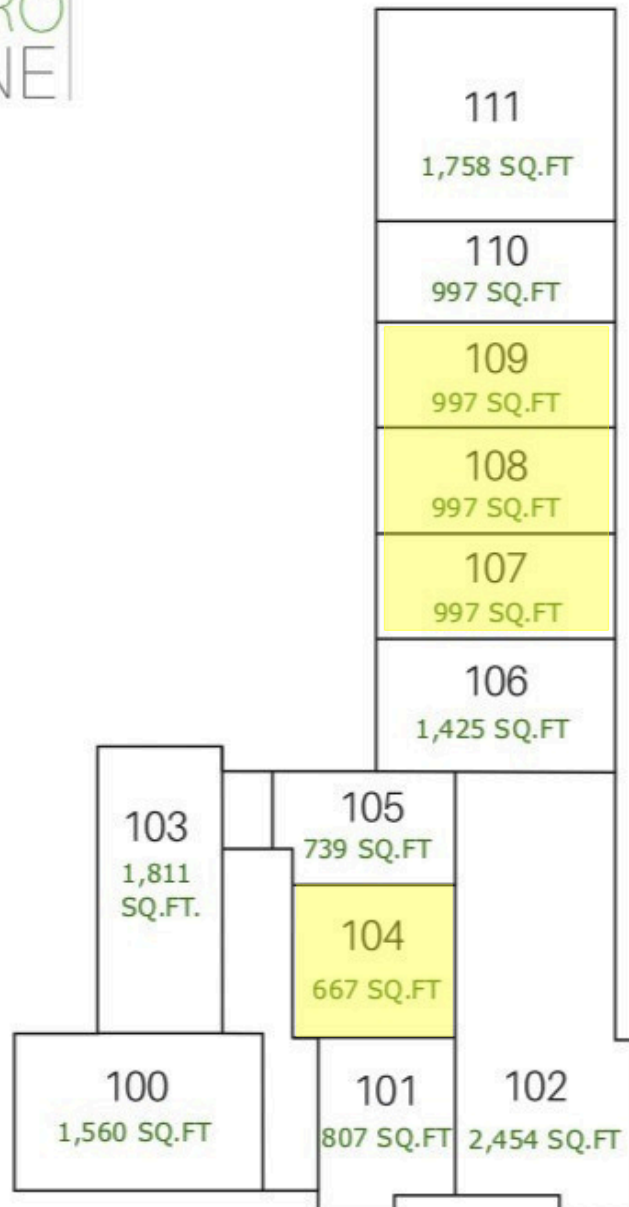 RO
NE
111
1,758 SQ.FT
110
997 SQ.FT
109
997 SQ.FT
108
997 SQ.FT
107
997 SQ.FT
106
1,425 SQ.FT
105
739 SQ.FT
103
1,811
SQ.FT.
104
667 SQ.FT
100
1,560 SQ.FT
101
807 SQ.FT
102
2,454 SQ.FT